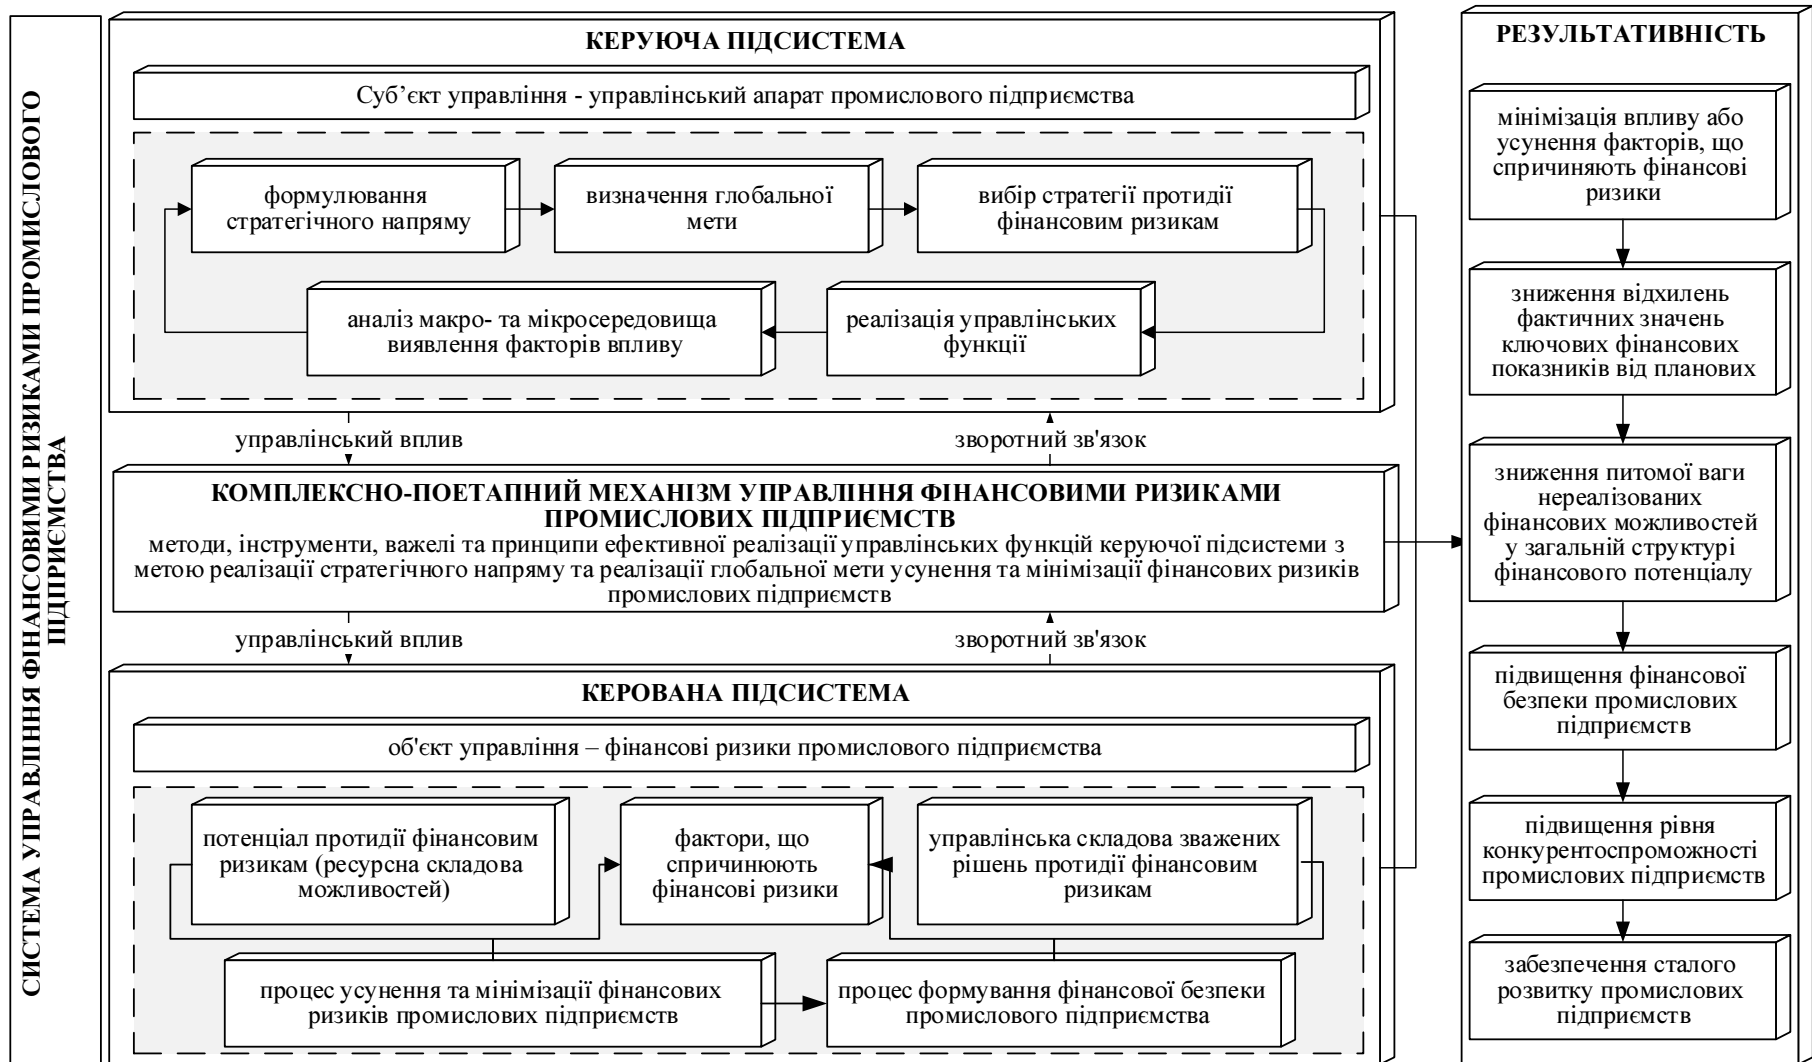 СИСТЕМА УПРАВЛІННЯ ФІНАНСОВИМИ РИЗИКАМИ ПРОМИСЛОВОГО
ПІДПРИЄМСТВА
КЕРУЮЧА ПІДСИСТЕМА
Суб’єкт управління - управлінський апарат промислового підприємства
формулювання
стратегічного напряму
визначення глобальної
мети
вибір стратегії протидії
фінансовим ризикам
аналіз макро- та мікросередовища
виявлення факторів впливу
реалізація управлінських
функції
управлінський вплив
зворотний зв'язок
КОМПЛЕКСНО-ПОЕТАПНИЙ МЕХАНІЗМ УПРАВЛІННЯ ФІНАНСОВИМИ РИЗИКАМИ
ПРОМИСЛОВИХ ПІДПРИЄМСТВ
методи, інструменти, важелі та принципи ефективної реалізації управлінських функцій керуючої підсистеми з
метою реалізації стратегічного напряму та реалізації глобальної мети усунення та мінімізації фінансових ризиків
промислових підприємств
управлінський вплив
зворотний зв'язок
КЕРОВАНА ПІДСИСТЕМА
об'єкт управління – фінансові ризики промислового підприємства
потенціал протидії фінансовим
ризикам (ресурсна складова
можливостей)
фактори, що
спричинюють
фінансові ризики
управлінська складова зважених
рішень протидії фінансовим
ризикам
процес усунення та мінімізації фінансових
ризиків промислових підприємств
процес формування фінансової безпеки
промислового підприємства
РЕЗУЛЬТАТИВНІСТЬ
мінімізація впливу або
усунення факторів, що
спричиняють фінансові
ризики
зниження відхилень
фактичних значень
ключових фінансових
показників від планових
зниження питомої ваги
нереалізованих
фінансових можливостей
у загальній структурі
фінансового потенціалу
підвищення фінансової
безпеки промислових
підприємств
підвищення рівня
конкурентоспроможності
промислових підприємств
забезпечення сталого
розвитку промислових
підприємств